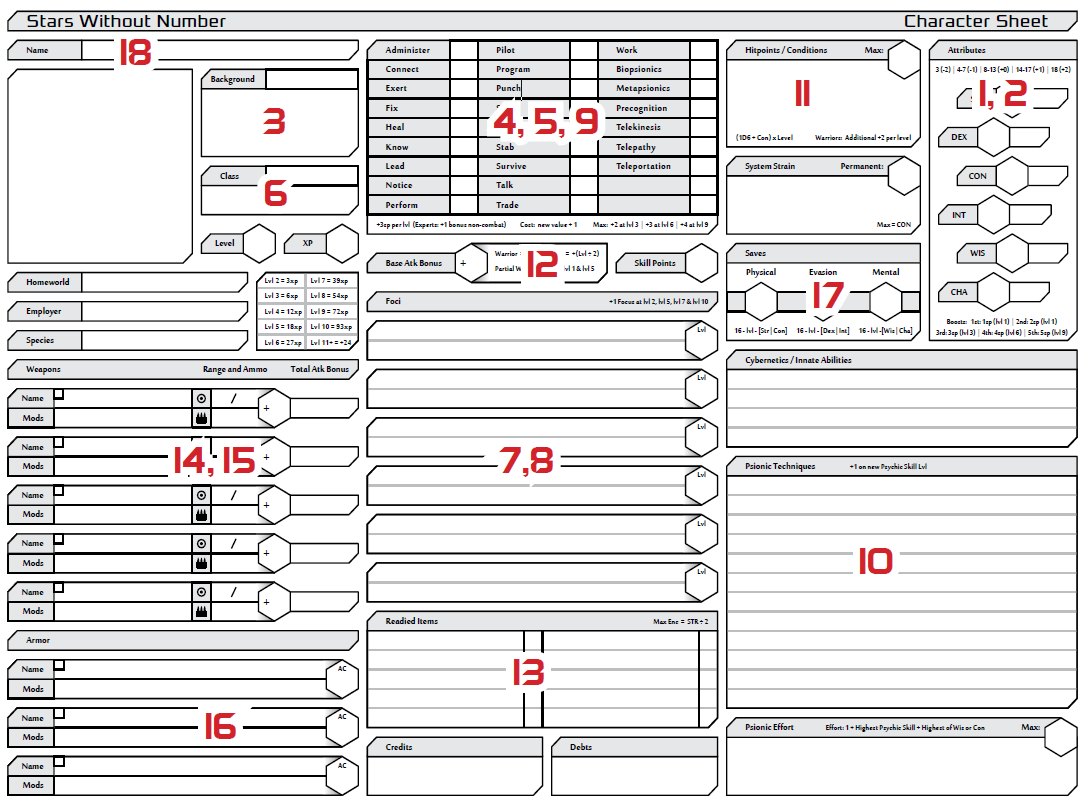 Stars Without Number
Character Sheet
Name
18
Background
3
Class
6
Level
XP
Homeworld
Employer
Species
Lvl 2 = 3xp
Lvl 7 = 39xp
Lvl 3 = 6xp
Lvl 8 = 54xp
Lvl 4 = 12xp
Lvl 9 = 72xp
Lvl 5 = 18xp
Lvl 10 = 93xp
Lvl 6 = 27xp
Lvl 11+ = +24
Weapons
Range and Ammo
Total Atk Bonus
Name
/
+
Mods
Name
14, 15
+
Mods
Name
/
+
Mods
Name
/
+
Mods
Name
/
+
Mods
Armor
Name
AC
Mods
Name
16
AC
Mods
Name
AC
Mods
Administer
Pilot
Work
Connect
Program
Biopsionics
Exert
Punch
Metapsionics
Fix
Precognition
Heal
4, 5, 9
Telekinesis
Know
Stab
Telepathy
Lead
Survive
Teleportation
Notice
Talk
Perform
Trade
+3sp per lvl (Experts: +1 bonus non-combat)
Cost: new value + 1
Max: +2 at lvl 3 | +3 at lvl 6 | +4 at lvl 9
Base Atk Bonus
+
Warrior
= +(Lvl ÷ 2)
12
Partial
lvl 1 & lvl 5
Skill Points
Foci
+1 Focus at lvl 2, lvl 5, lvl 7 & lvl 10
Lvl
Lvl
Lvl
7,8
Lvl
Lvl
Lvl
Readied Items
Max Enc = STR ÷ 2
13
Credits
Debts
Hitpoints / Conditions
Max:
11
(1D6 + Con) x Level
Warriors: Additional +2 per level
System Strain
Permanent:
Max = CON
Saves
Physical
Evasion
Mental
17
16 - lvl - [Str | Con]
16 - lvl - [Dex | Int]
16 - lvl - [Wis | Cha]
Attributes
3 (-2) | 4-7 (-1) | 8-13 (+0) | 14-17 (+1) | 18 (+2)
1, 2
DEX
CON
INT
WIS
CHA
Boosts: 1st: 1sp (lvl 1) | 2nd: 2sp (lvl 1)
3rd: 3sp (lvl 3) | 4th: 4sp (lvl 6) | 5th: 5sp (lvl 9)
Cybernetics / Innate Abilities
Psionic Techniques
+1 on new Psychic Skill Lvl
10
Psionic Effort
Effort: 1 + Highest Psychic Skill + Highest of Wis or Con
Max: